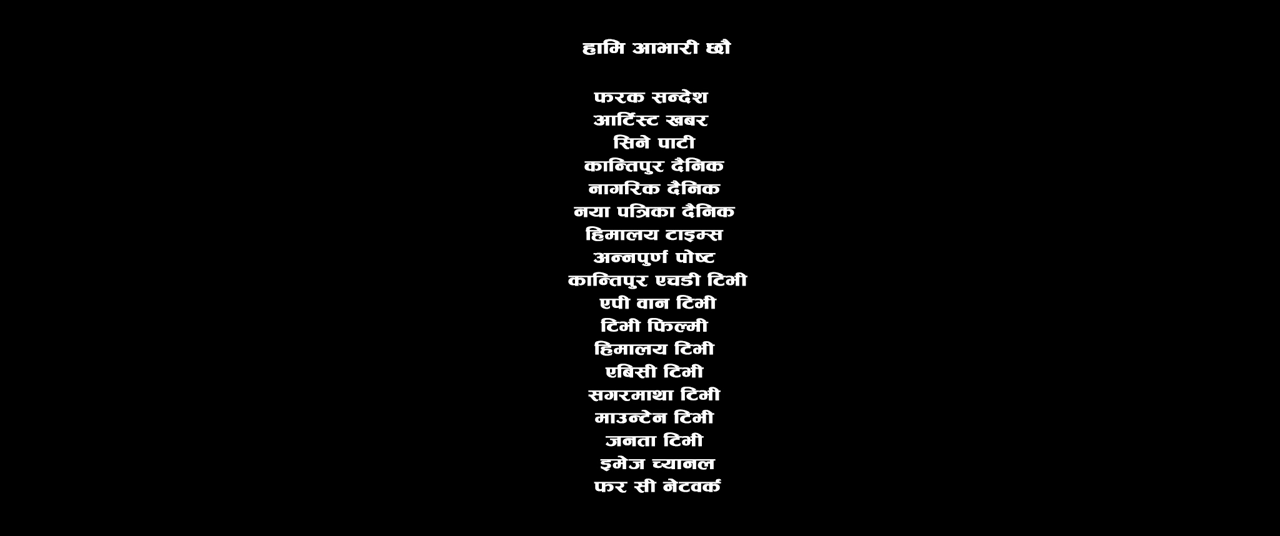 हामि आभारी छौ
फरक सन्देश
आर्टिस्ट खबर
सिने पाटी
कान्तिपुर दैनिक
नागरिक दैनिक
नया पत्रिका दैनिक
हिमालय टाइम्स
अन्नपुर्ण पोष्ट
कान्तिपुर एचडी टिभी
एपी वान टिभी
टिभी फिल्मी
हिमालय टिभी
एबिसी टिभी
सगरमाथा टिभी
माउन्टेन टिभी
जनता टिभी
इमेज च्यानल
फर सी नेटवर्क